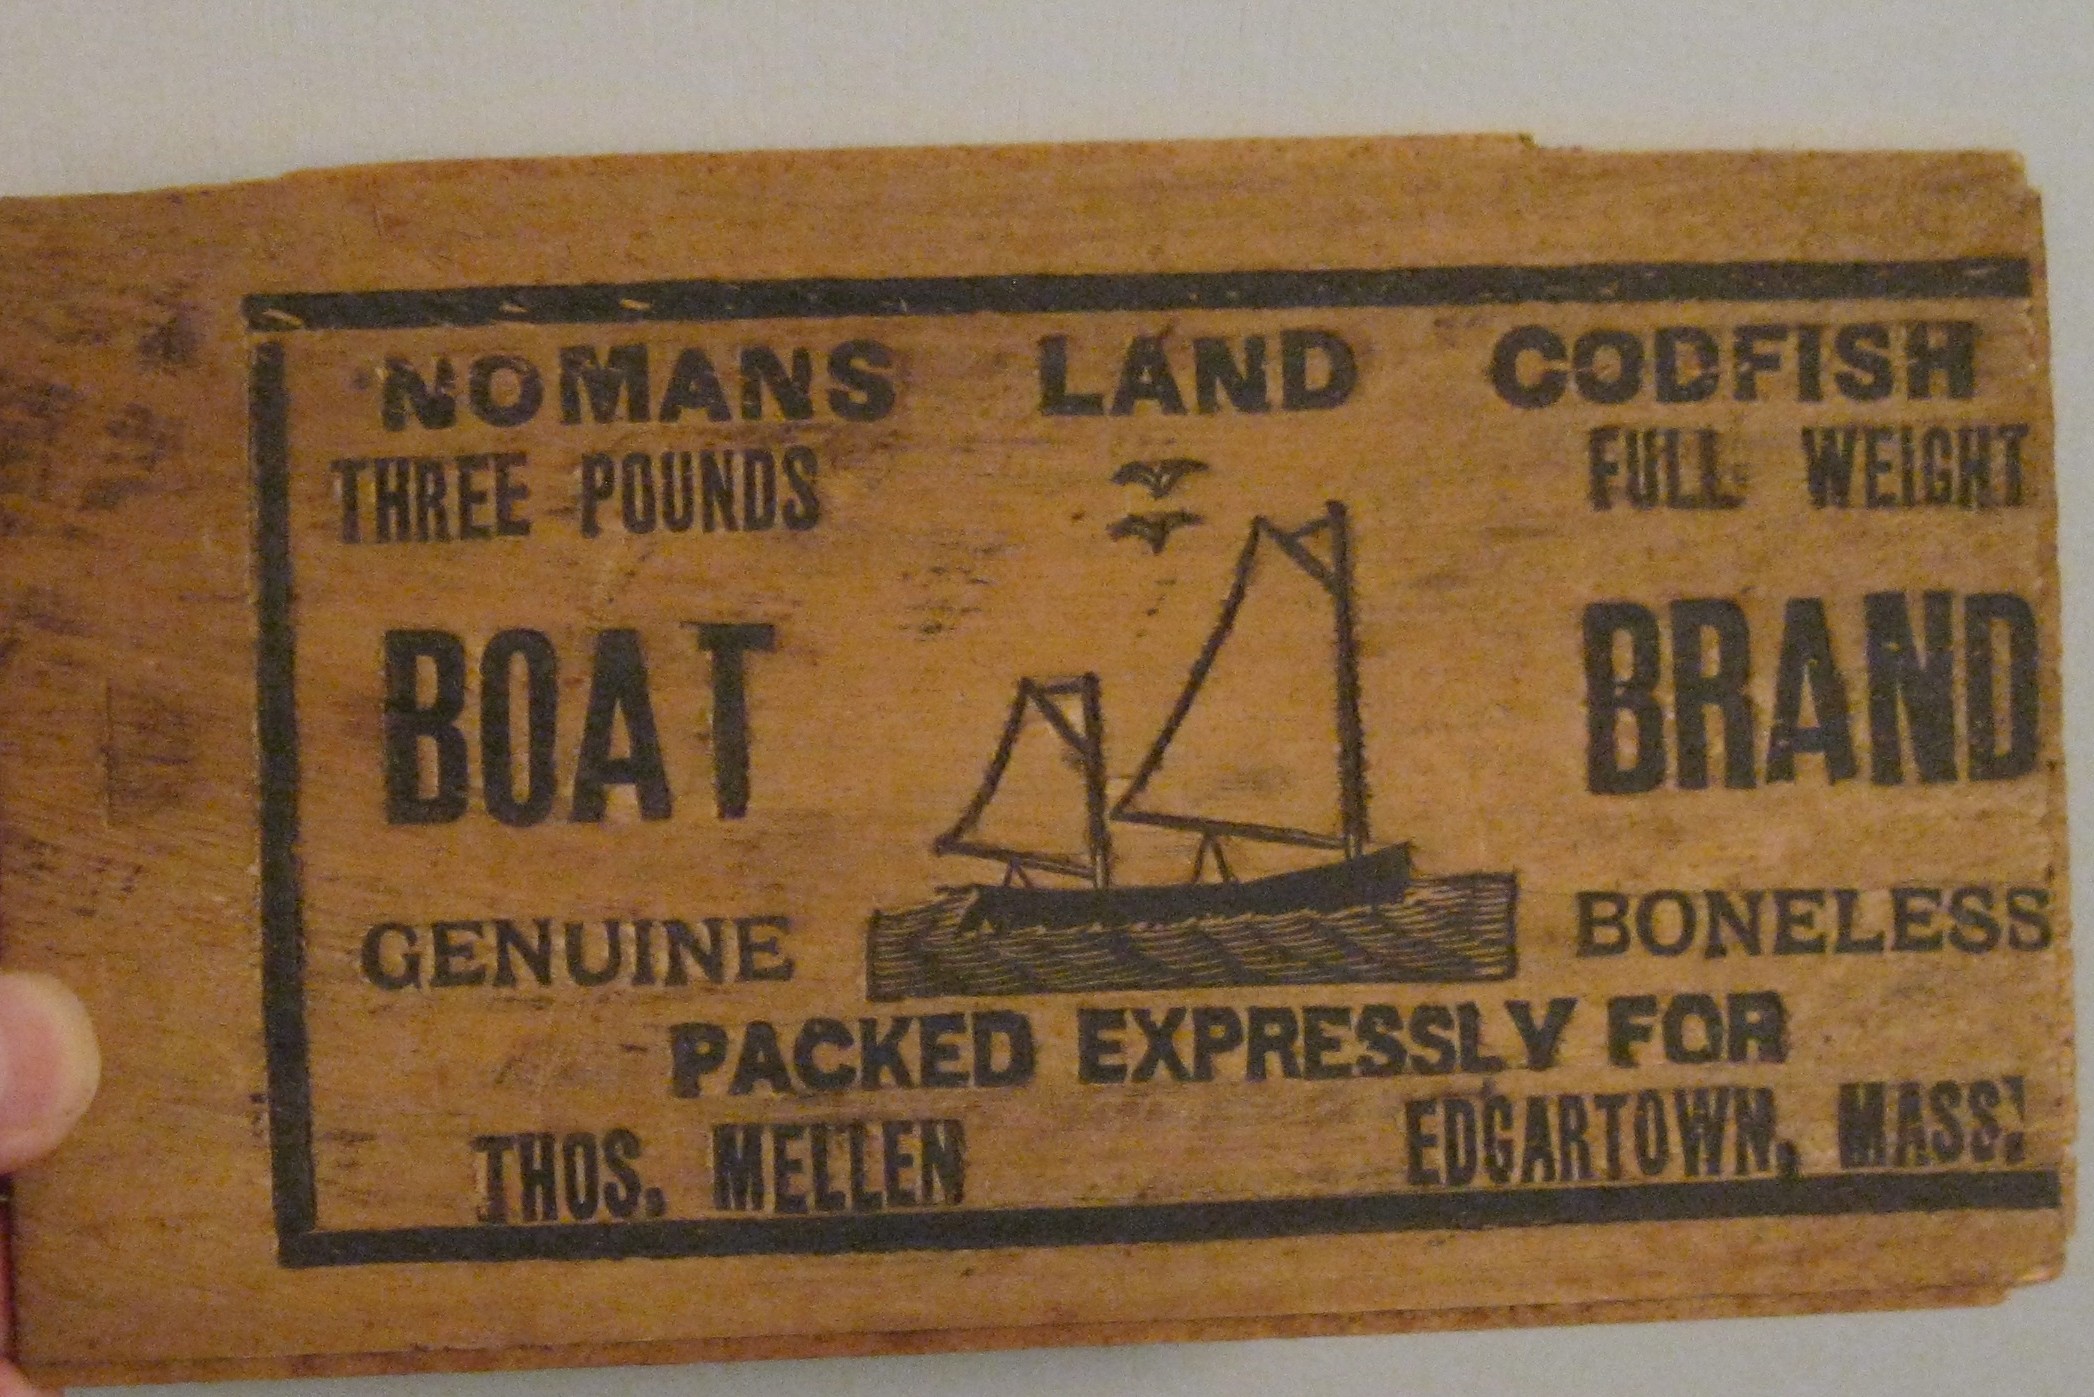 NOMANS LAND CODFISH
THREE POUNDS FULL WEIGHT
BOAT BRAND
GENUINE BONELESS
PACKED EXPRESSLY FOR
THOS. MELLEN EDGARTOWN, MASS.